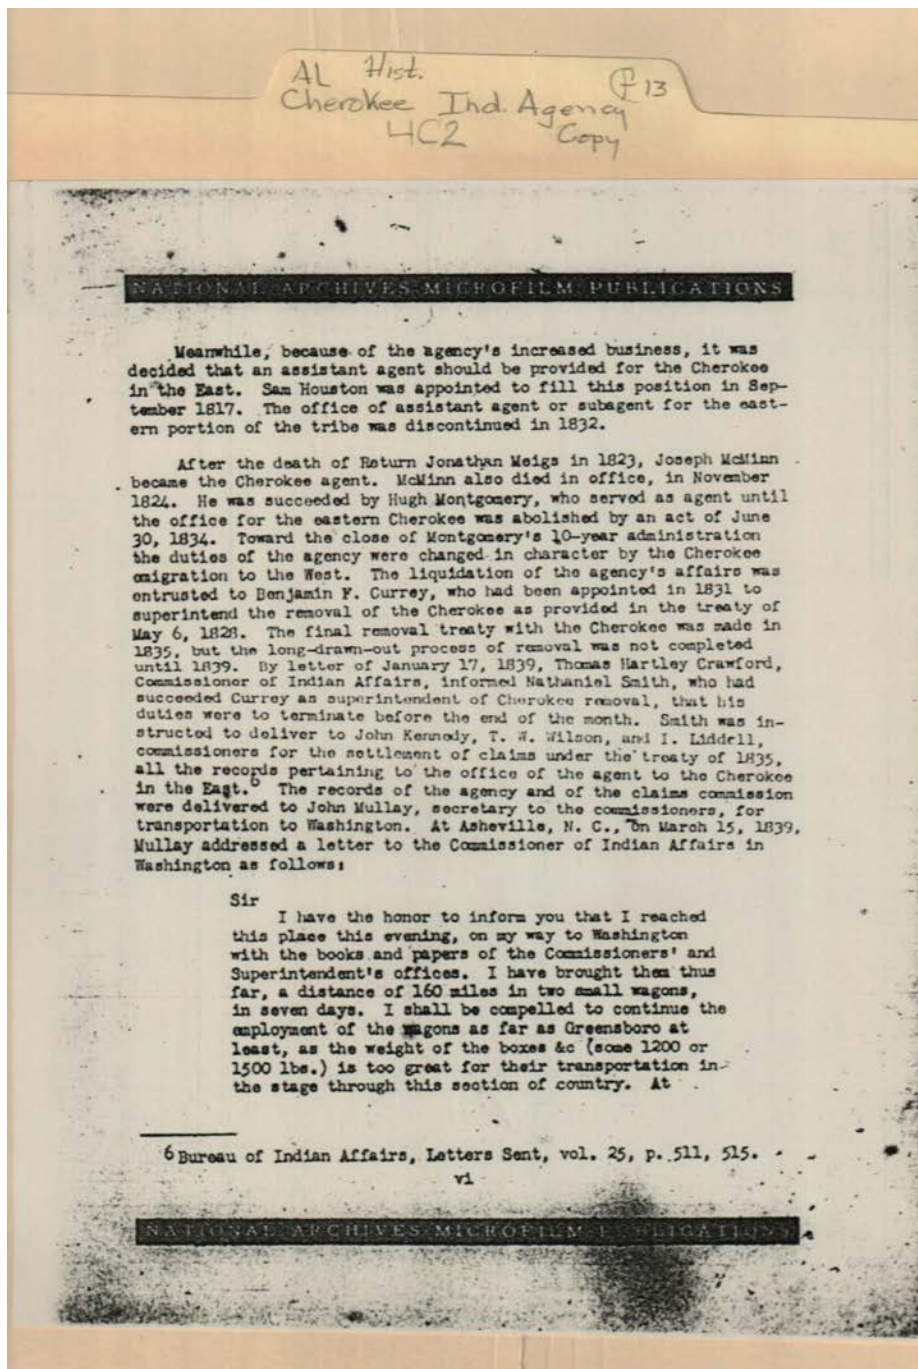 AL Hist.
Cherokee Ind. Agency
4C2 Copy
F 13
NATIONAL ARCHIVES MICROFILM PUBLICATIONS
Meanwhile, because of the agency's increased business, it was
decided that an assistant agent should be provided for the Cherokee
in the East. Sam Houston was appointed to fill this position in Sep-
tember 1817. The office of assistant agent or subagent for the east-
ern portion of the tribe was discontinued in 1832.
After the death of Return Jonathan Meigs in 1823, Joseph McMinn
became the Cherokee agent. McMinn also died in office, in November
1824. He was succeeded by Hugh Montgomery, who served as agent until
the office for the eastern Cherokee was abolished by an act of June
30, 1834. Toward the close of Montgomery's 10-year administration
the duties of the agency were changed in character by the Cherokee
emigration to the West. The liquidation of the agency's affairs was
entrusted to Benjamin F. Currey, who had been appointed in 1831 to
superintend the removal of the Cherokee as provided in the treaty of
May 6, 1828. The final removal treaty with the Cherokee was made in
1835, but the long-drawn-out process of removal was not completed
until 1839. By letter of January 17, 1839, Thomas Hartley Crawford,
Commissioner of Indian Affairs, informed Nathaniel Smith, who had
succeeded Currey as superintendent of Cherokee removal, that his
duties were to terminate before the end of the month. Smith was in-
structed to deliver to John Kennedy, T. W. Wilson, and I. Liddell,
commissioners for the settlement of claims under the treaty of 1835,
all the records pertaining to the office of the agent to the Cherokee
in the East.6 The records of the agency and of the claims commission
were delivered to John Mullay, secretary to the commissioners, for
transportation to Washington. At Asheville, N. C., on March 15, 1839,
Mullay addressed a letter to the Commissioner of Indian Affairs in
Washington as follows:
Sir
I have the honor to inform you that I reached
this place this evening, on my way to Washington
with the books and papers of the Commissioners' and
Superintendent's offices. I have brought them thus
far, a distance of 160 miles in two small wagons,
in seven days. I shall be compelled to continue the
employment of the wagons as far as Greensboro at
least, as the weight of the boxes &c (some 1200 or
1500 lbs.) is too great for their transportation in
the stage through this section of country. At
6 Bureau of Indian Affairs, Letters Sent, vol. 25, p. 511, 515.
vi
NATIONAL ARCHIVES MICROFILM PUBLICATIONS